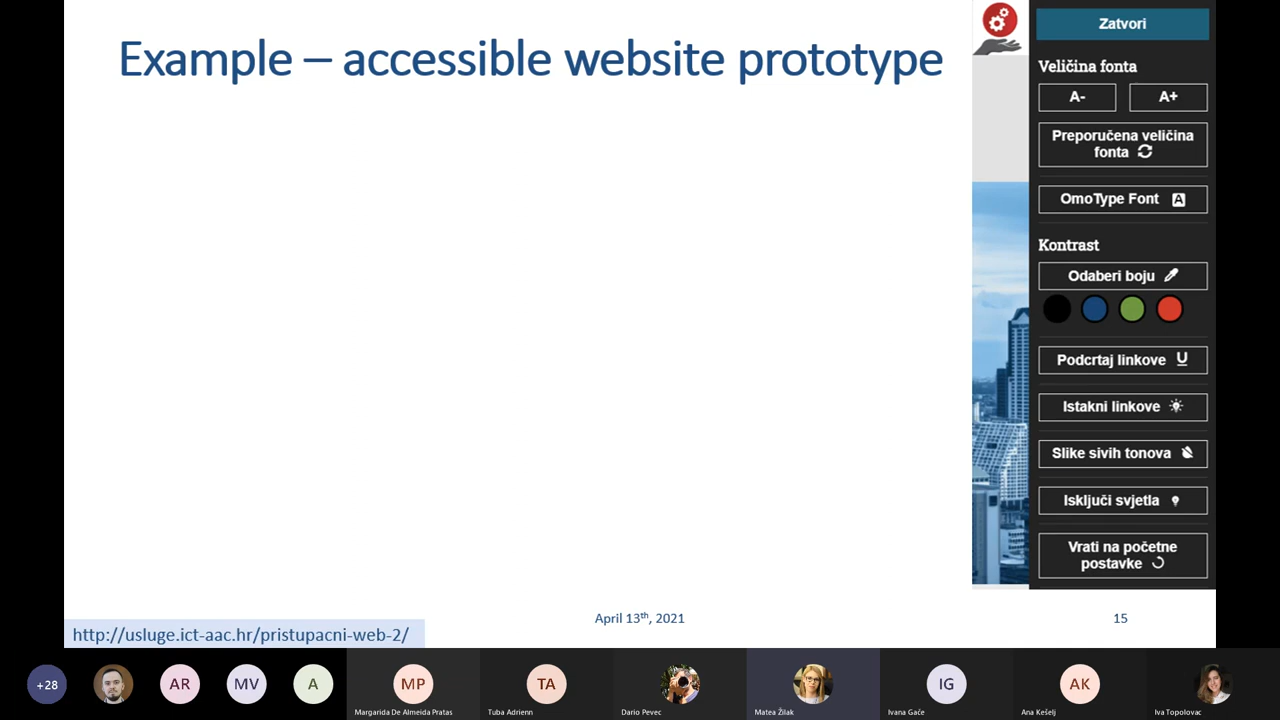 Example – accessible website prototype
Zatvori
Veličina fonta
A-
A+
Preporučena veličina
fonta
OmoType Font A
Kontrast
Odaberi boju
Podcrtaj linkove U
Istakni linkove
Slike sivih tonova
Isključi svjetla
Vrati na početne
postavke
April 13th, 2021
15
http://usluge.ict-aac.hr/pristupacni-web-2/
+28
AR
MV
A
MP
TA
IG
AK
Margarida De Almeida Pratas
Tuba Adrienn
Dario Pevec
Matea Žilak
Ivana Gaće
Ana Kešelj
Iva Topolovac